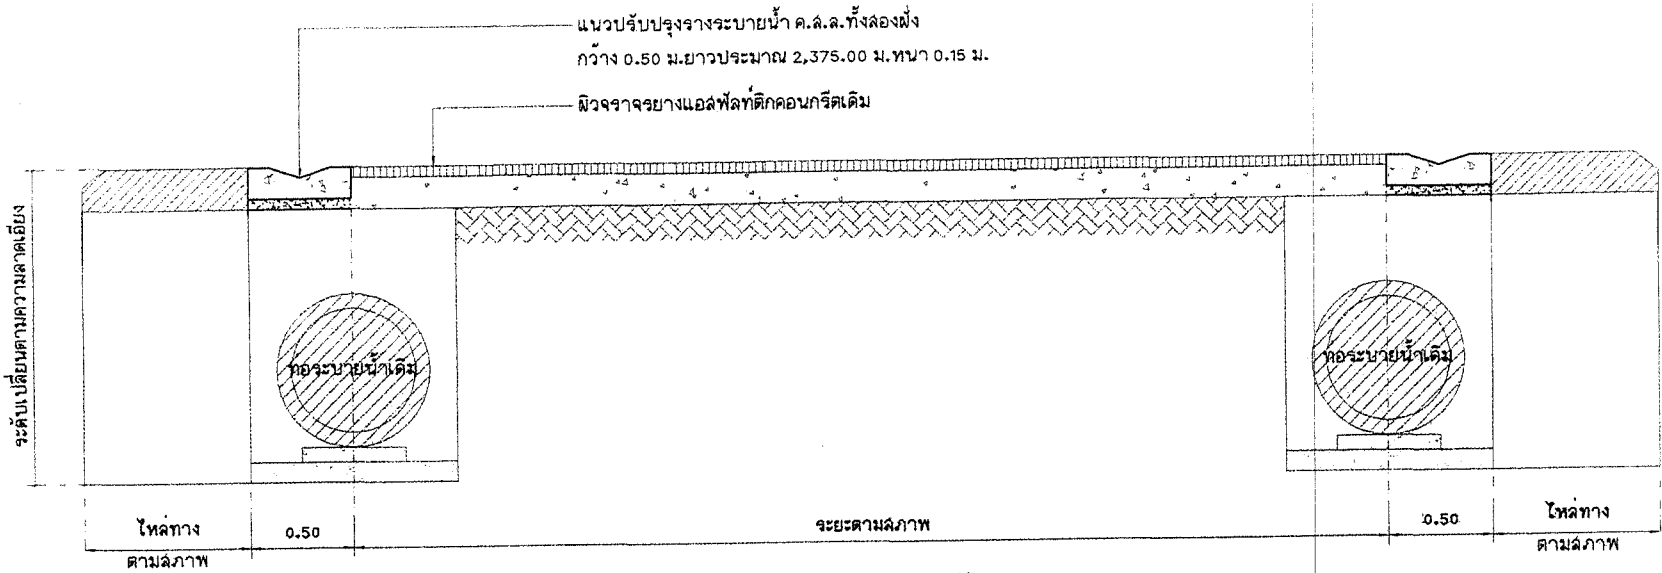 แนวปรับปรุงรางระบายน้ำ ค.ส.ล.ทั้งสองฝั่ง
กว้าง 0.50 ม.ยาวประมาณ 2,375.00 ม.หนา 0.15 ม.
ผิวจราจรยางแอสฟัลท์ติกคอนกรีตเดิม
ระดับเปลี่ยนตามความลาดเอียง
ท่อระบายน้ำเดิม
ท่อระบายน้ำเดิม
ไหล่ทาง
ตามสภาพ
0.50
ระยะตามสภาพ
0.50
ไหล่ทาง
ตามสภาพ